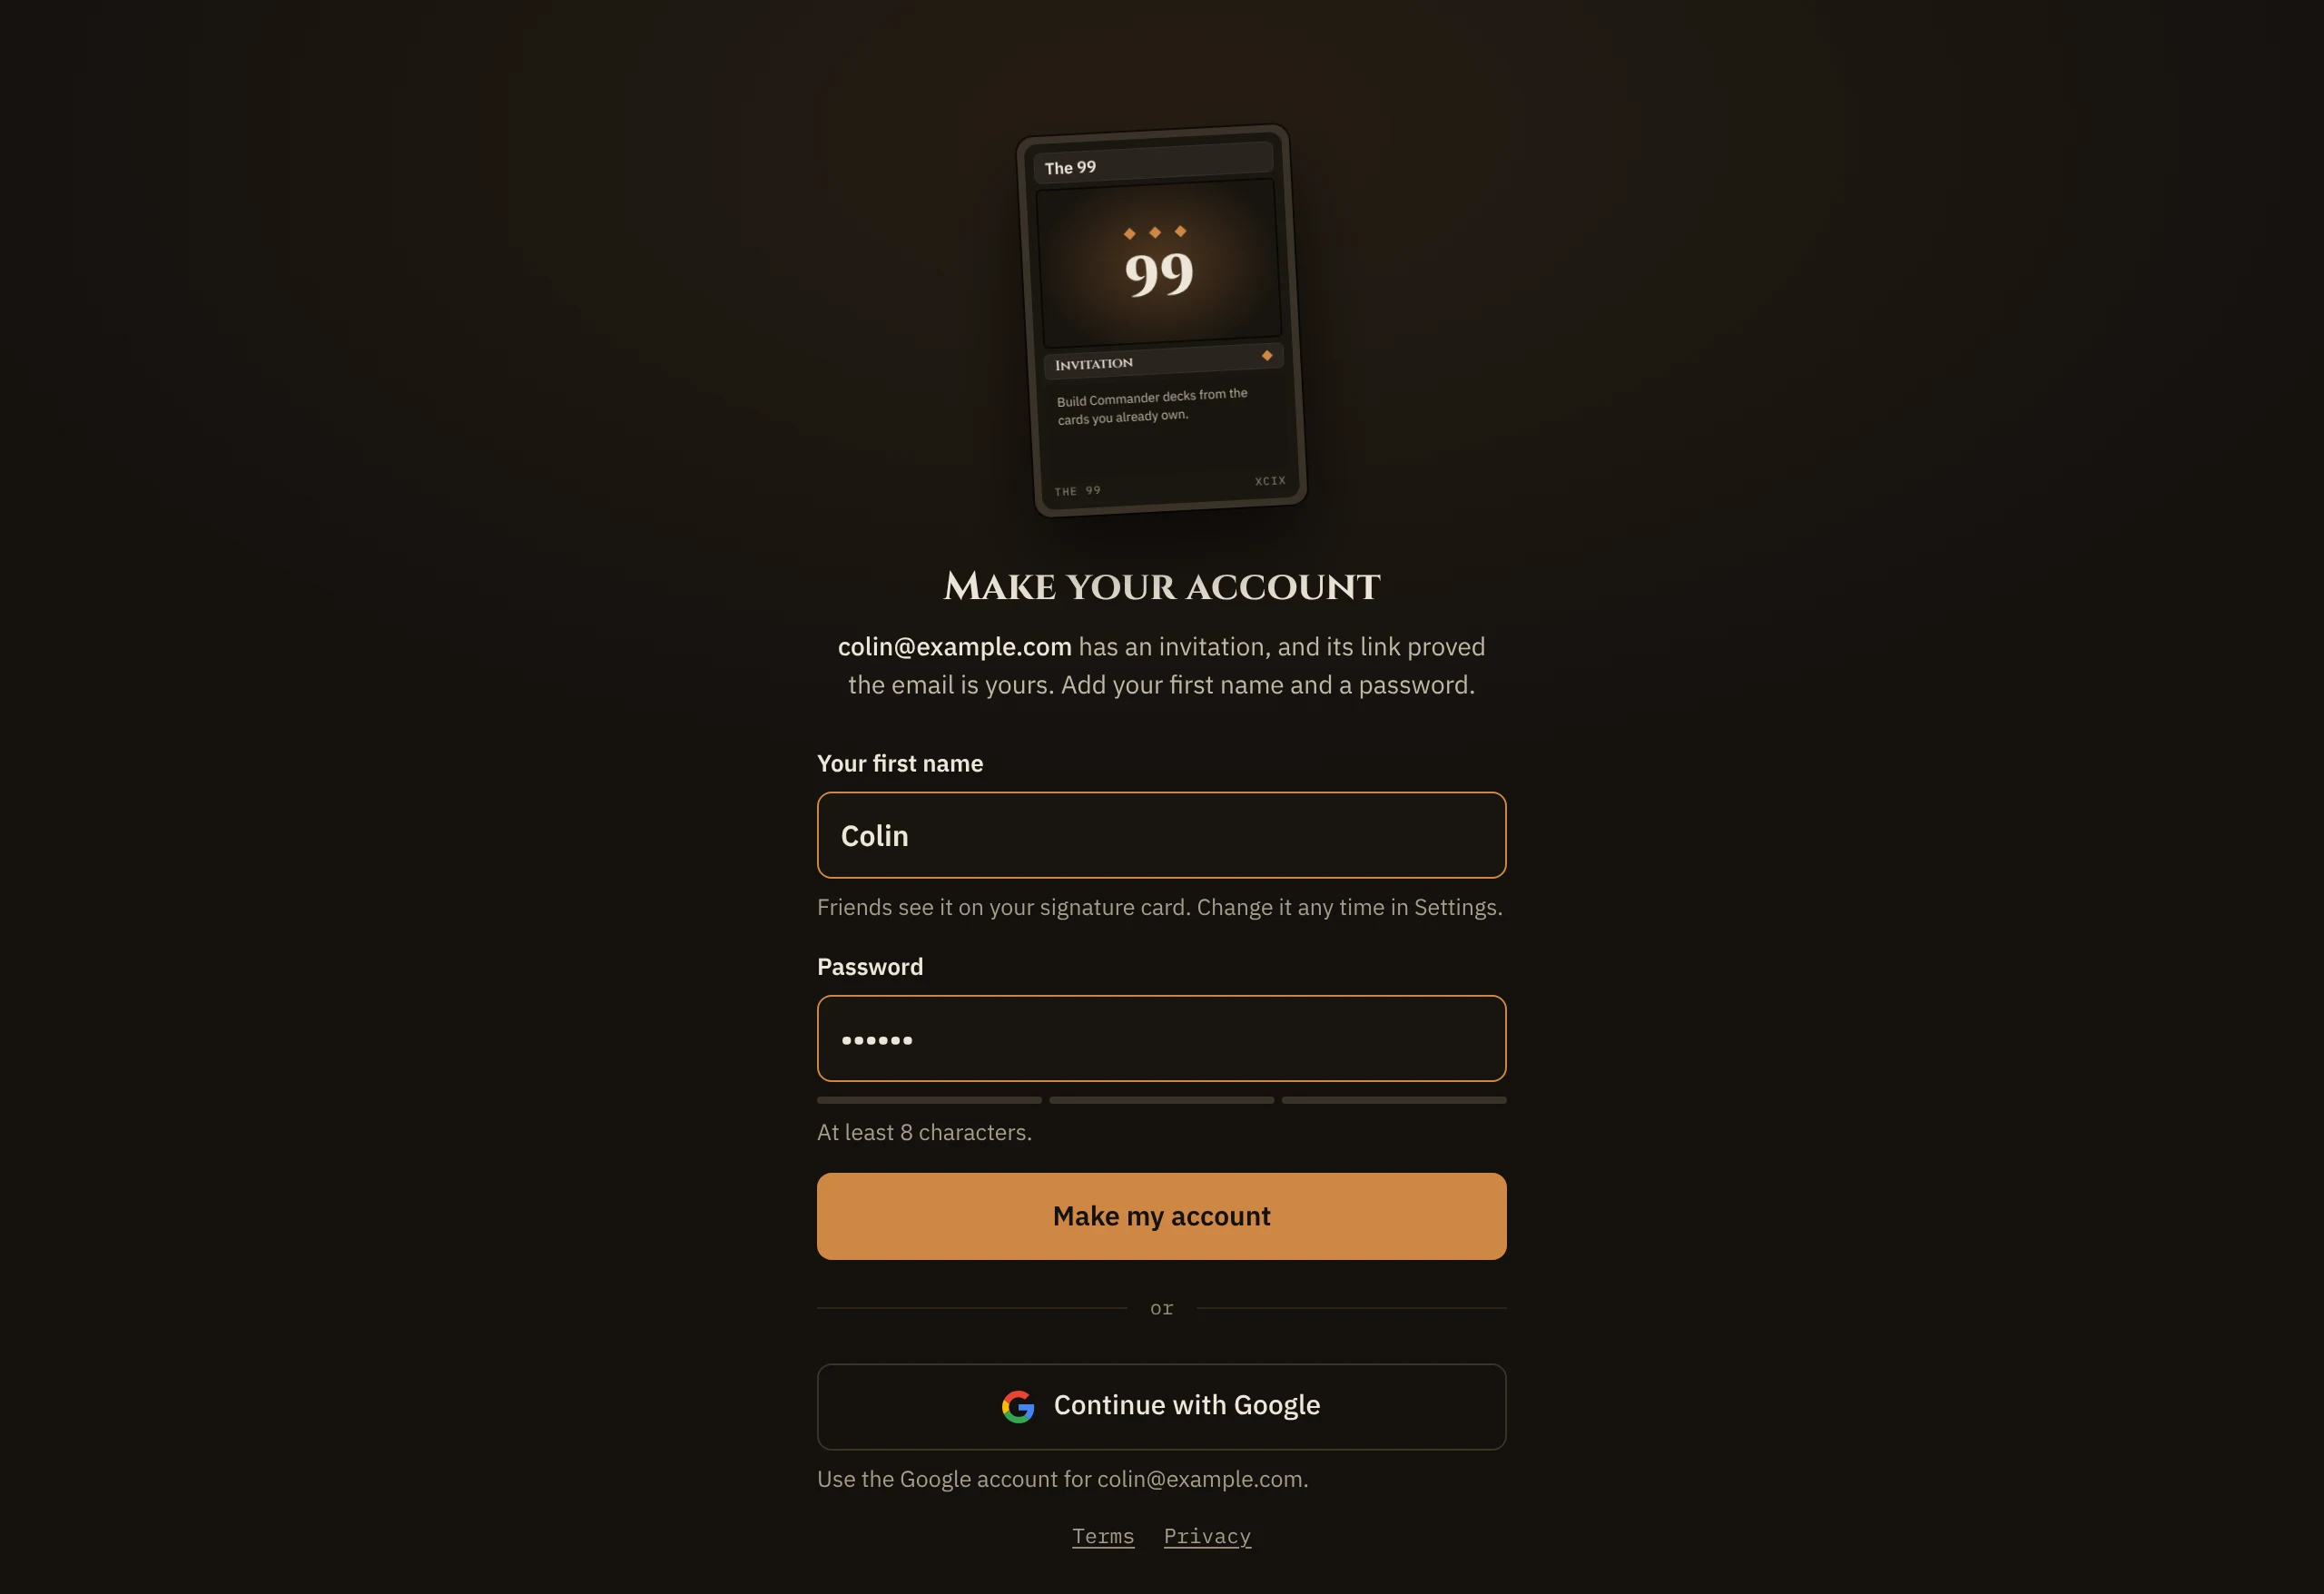 The 99
99
Invitation
Build Commander decks from the
cards you already own.
THE 99 XCIX
Make your account
colin@example.com has an invitation, and its link proved
the email is yours. Add your first name and a password.
Your first name
Colin
Friends see it on your signature card. Change it any time in Settings.
Password
••••••
At least 8 characters.
Make my account
or
Continue with Google
Use the Google account for colin@example.com.
Terms Privacy